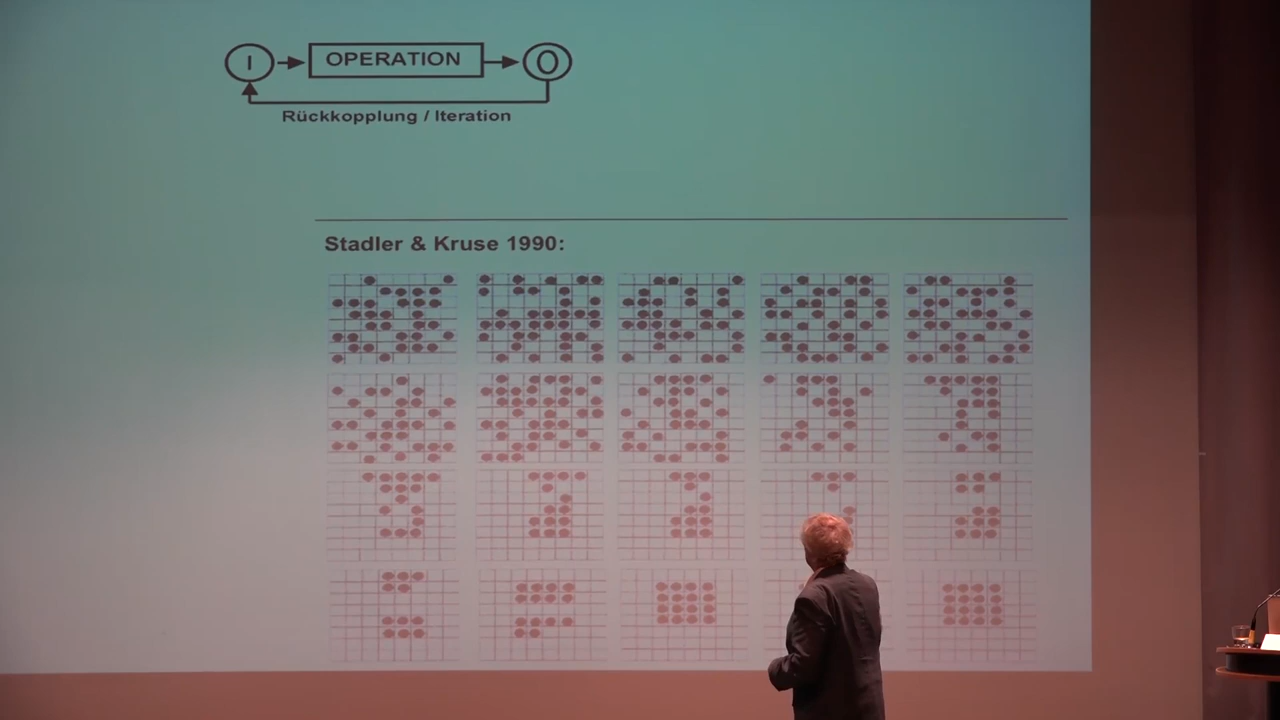 I OPERATION O
Rückkopplung / Iteration
Stadler & Kruse 1990: